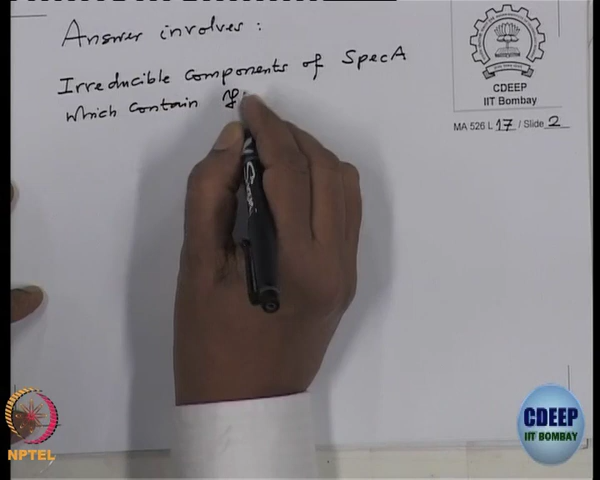 Answer involves :
Irreducible components of SpecA
which contain
CDEEP
IIT Bombay
MA 526 L 17 / Slide 2
NPTEL
CDEEP
IIT BOMBAY